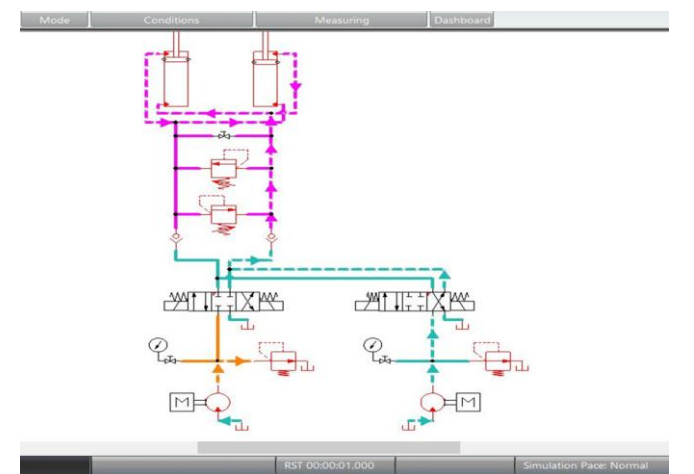 Mode Conditions Measuring Dashboard
M M
RST 00:00:01.000 Simulation Pace: Normal